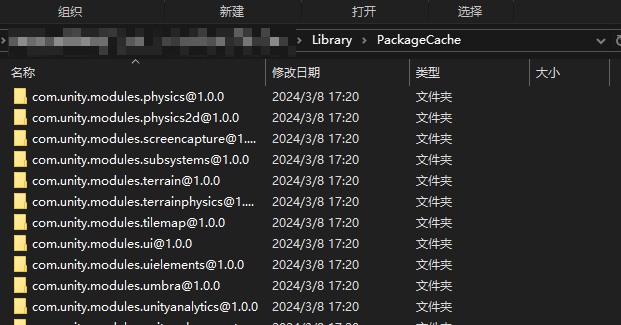 组织 新建 打开 选择
Library PackageCache
名称 修改日期 类型 大小
com.unity.modules.physics@1.0.0 2024/3/8 17:20 文件夹
com.unity.modules.physics2d@1.0.0 2024/3/8 17:20 文件夹
com.unity.modules.screencapture@1.... 2024/3/8 17:20 文件夹
com.unity.modules.subsystems@1.0.0 2024/3/8 17:20 文件夹
com.unity.modules.terrain@1.0.0 2024/3/8 17:20 文件夹
com.unity.modules.terrainphysics@1.... 2024/3/8 17:20 文件夹
com.unity.modules.tilemap@1.0.0 2024/3/8 17:20 文件夹
com.unity.modules.ui@1.0.0 2024/3/8 17:20 文件夹
com.unity.modules.uielements@1.0.0 2024/3/8 17:20 文件夹
com.unity.modules.umbra@1.0.0 2024/3/8 17:20 文件夹
com.unity.modules.unityanalytics@1.0.0 2024/3/8 17:20 文件夹